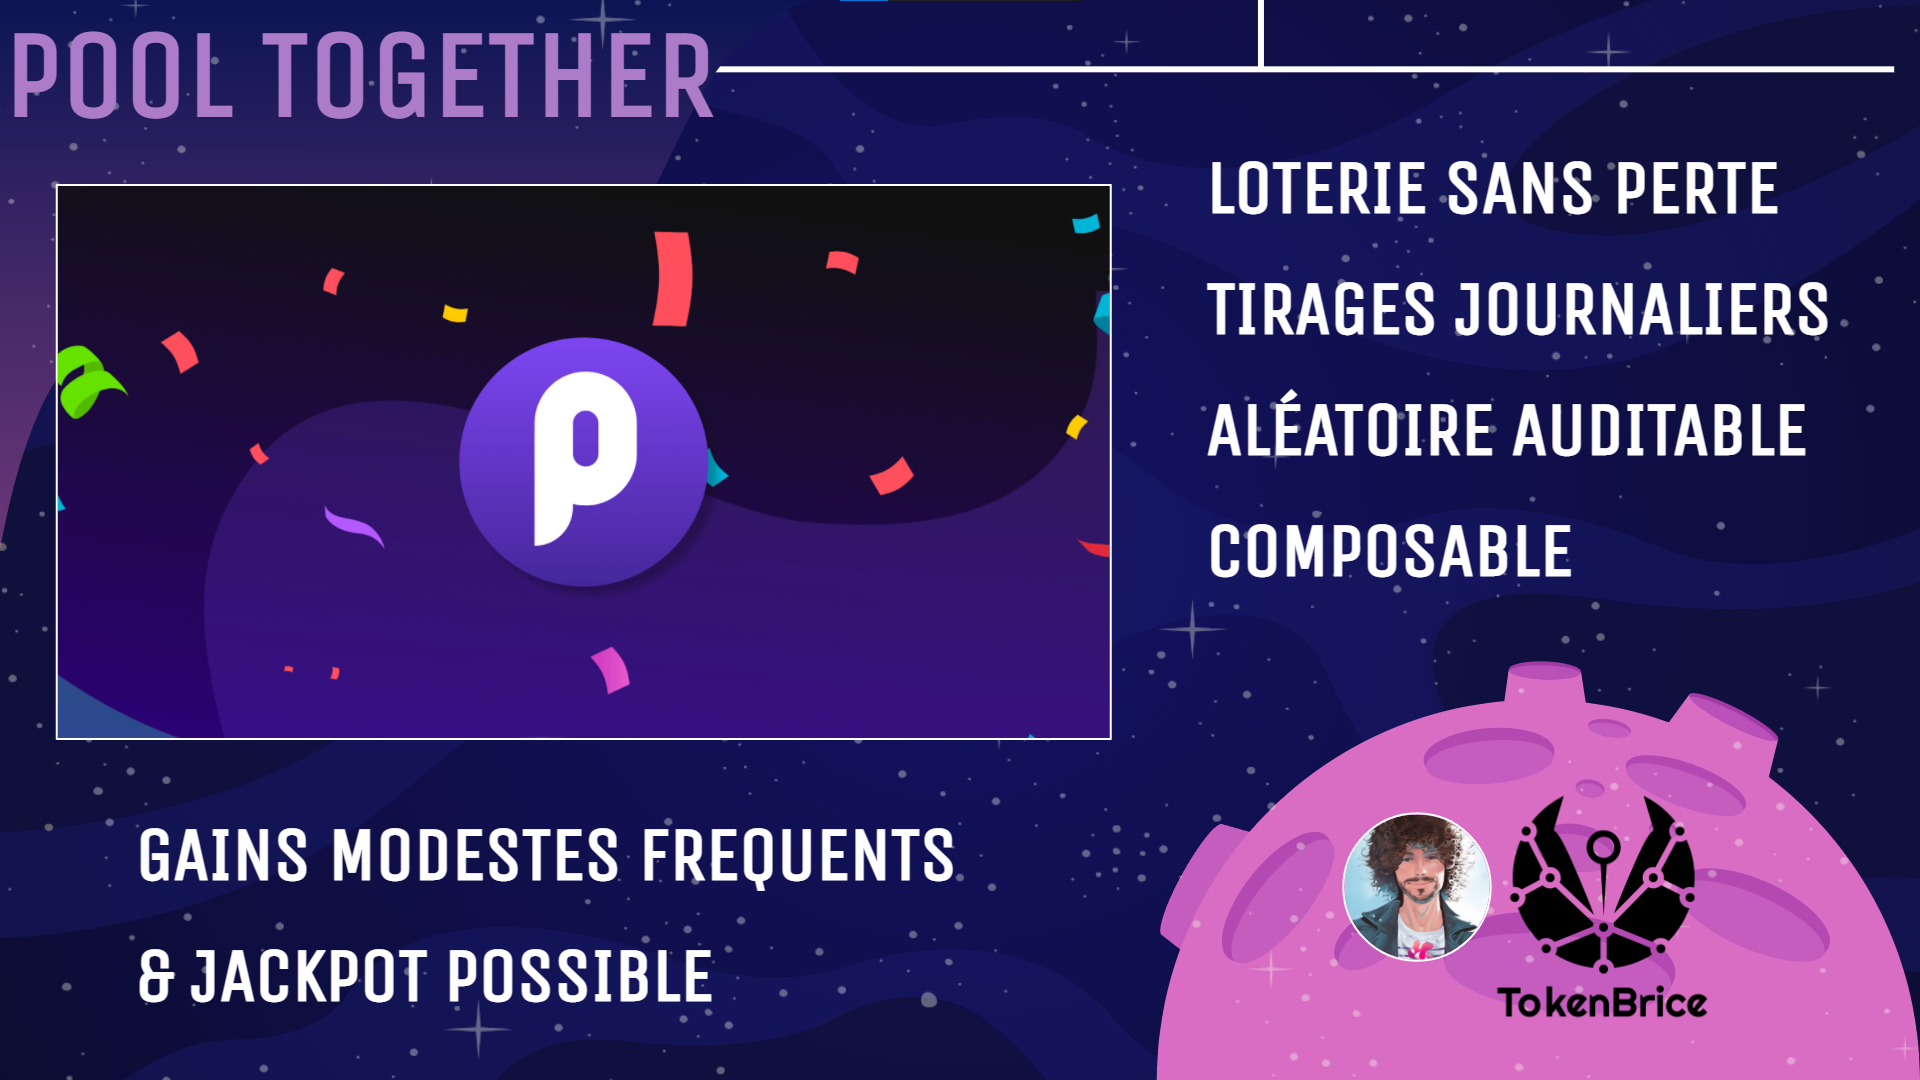 POOL TOGETHER
LOTERIE SANS PERTE
TIRAGES JOURNALIERS
ALÉATOIRE AUDITABLE
COMPOSABLE
GAINS MODESTES FREQUENTS
& JACKPOT POSSIBLE
TokenBrice